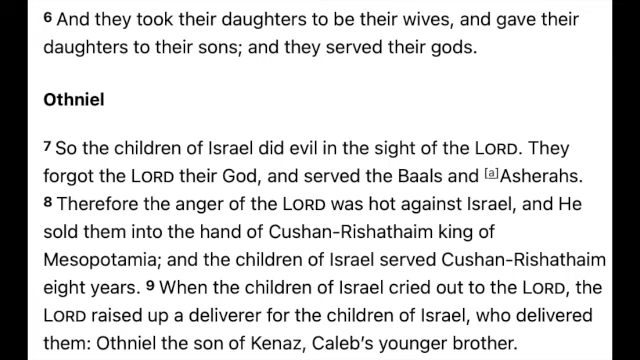 6 And they took their daughters to be their wives, and gave their
daughters to their sons; and they served their gods.
Othniel
7 So the children of Israel did evil in the sight of the LORD. They
forgot the LORD their God, and served the Baals and [a]Asherahs.
8 Therefore the anger of the LORD was hot against Israel, and He
sold them into the hand of Cushan-Rishathaim king of
Mesopotamia; and the children of Israel served Cushan-Rishathaim
eight years. 9 When the children of Israel cried out to the LORD, the
LORD raised up a deliverer for the children of Israel, who delivered
them: Othniel the son of Kenaz, Caleb’s younger brother.